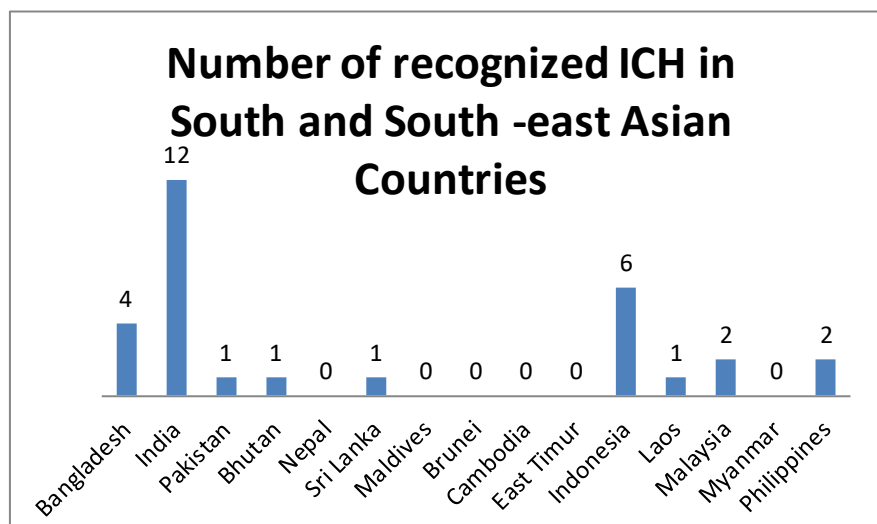 Number of recognized ICH in
South and South -east Asian
Countries
12
4
1
1
0
1
0
0
0
0
6
1
2
0
2
Bangladesh
India
Pakistan
Bhutan
Nepal
Sri Lanka
Maldives
Brunei
Cambodia
East Timur
Indonesia
Laos
Malaysia
Myanmar
Philippines